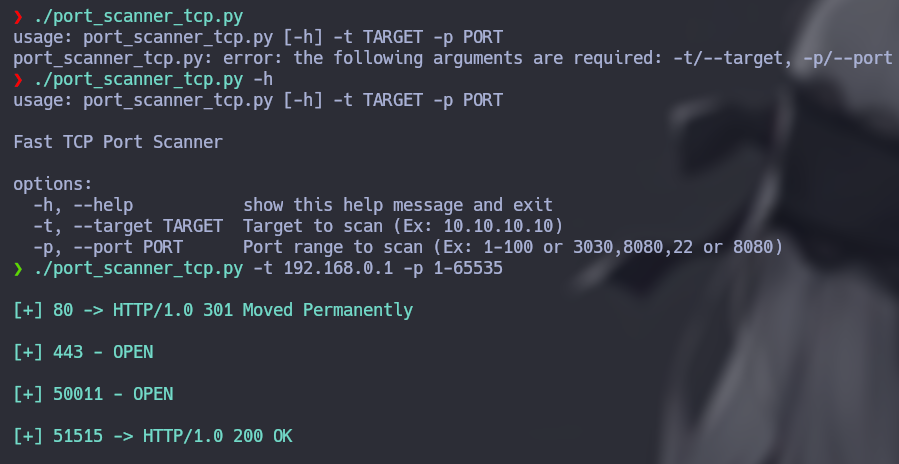 ❯ ./port_scanner_tcp.py
usage: port_scanner_tcp.py [-h] -t TARGET -p PORT
port_scanner_tcp.py: error: the following arguments are required: -t/--target, -p/--port
❯ ./port_scanner_tcp.py -h
usage: port_scanner_tcp.py [-h] -t TARGET -p PORT

Fast TCP Port Scanner

options:
  -h, --help           show this help message and exit
  -t, --target TARGET  Target to scan (Ex: 10.10.10.10)
  -p, --port PORT      Port range to scan (Ex: 1-100 or 3030,8080,22 or 8080)
❯ ./port_scanner_tcp.py -t 192.168.0.1 -p 1-65535

[+] 80 -> HTTP/1.0 301 Moved Permanently

[+] 443 - OPEN

[+] 50011 - OPEN

[+] 51515 -> HTTP/1.0 200 OK